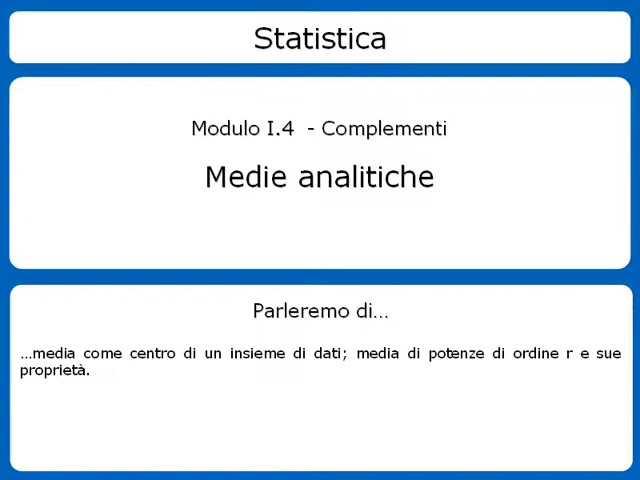 Statistica
Modulo I.4 - Complementi
Medie analitiche
Parleremo di...
...media come centro di un insieme di dati; media di potenze di ordine r e sue
proprietà.